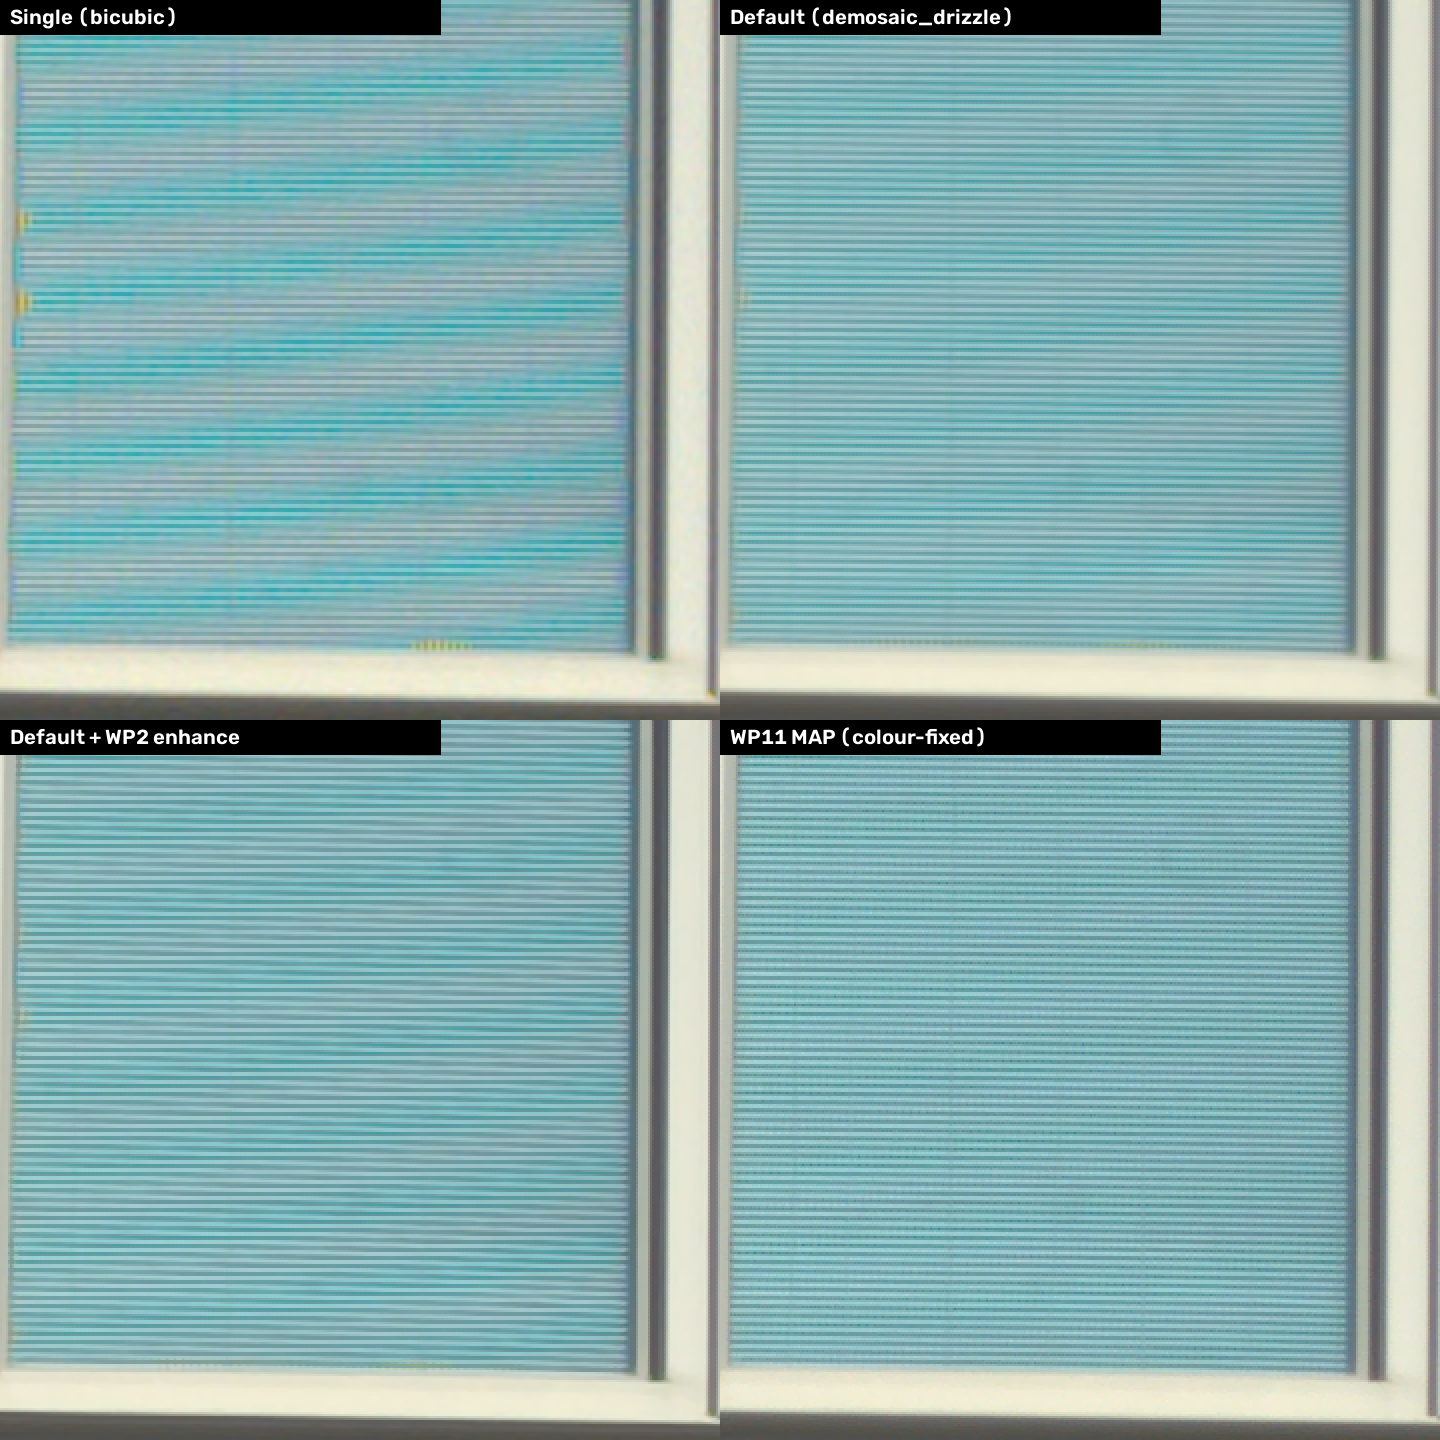 Single (bicubic)
Default (demosaic_drizzle)
Default + WP2 enhance
WP11 MAP (colour-fixed)